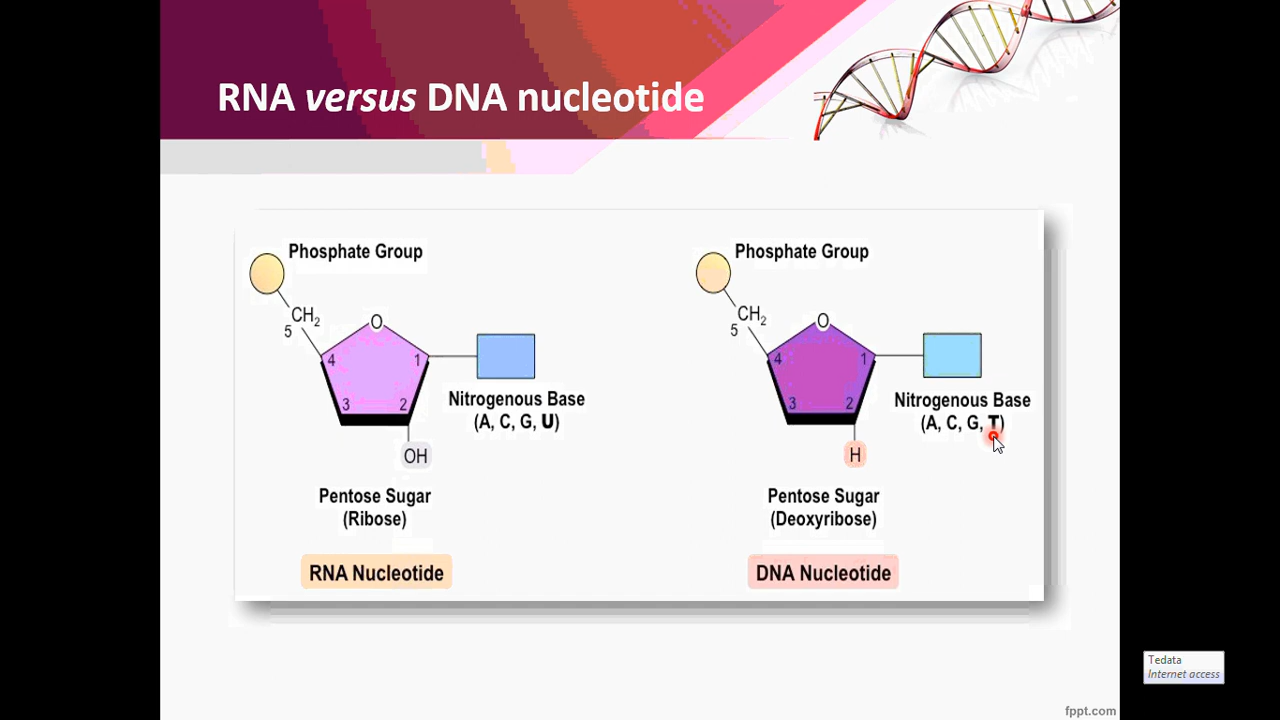 RNA versus DNA nucleotide
Phosphate Group
CH2
5
O
4
1
3
2
OH
Nitrogenous Base
(A, C, G, U)
Pentose Sugar
(Ribose)
RNA Nucleotide
Phosphate Group
CH2
5
O
4
1
3
2
H
Nitrogenous Base
(A, C, G, T)
Pentose Sugar
(Deoxyribose)
DNA Nucleotide
Tedata
Internet access
fppt.com